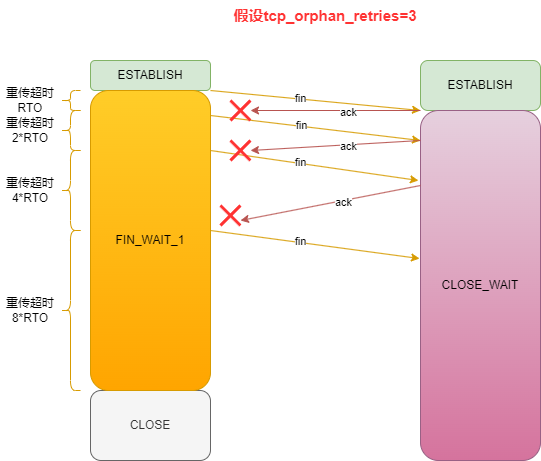 假设tcp_orphan_retries=3
ESTABLISH
ESTABLISH
重传超时
RTO
重传超时
2*RTO
重传超时
4*RTO
重传超时
8*RTO
fin
ack
fin
ack
fin
ack
fin
FIN_WAIT_1
CLOSE_WAIT
CLOSE